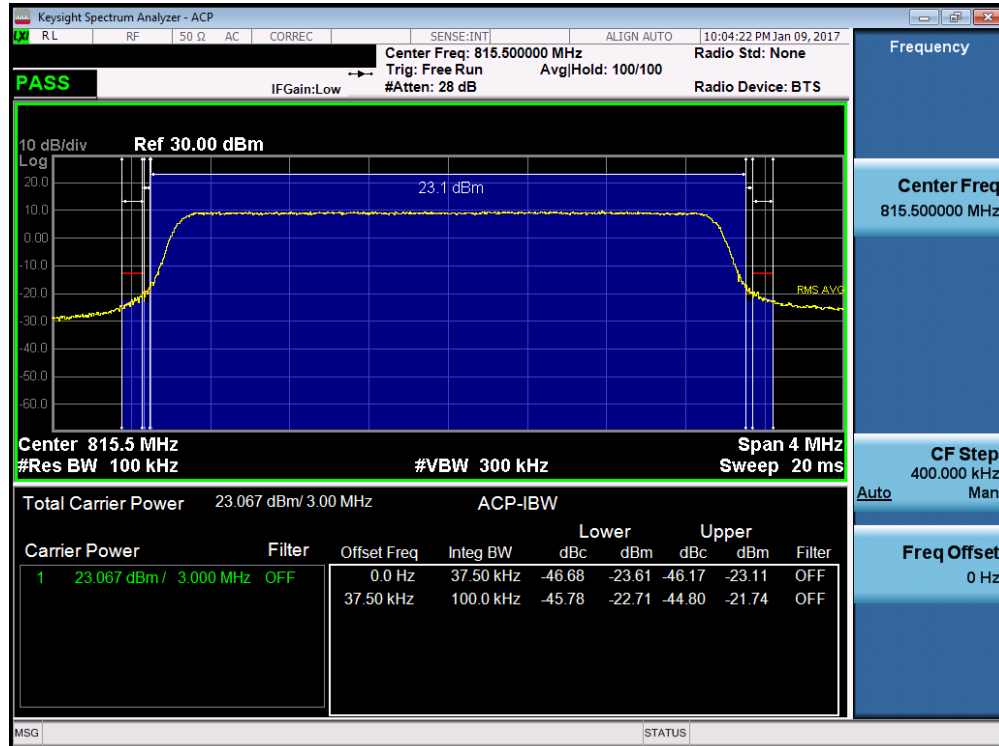 Keysight Spectrum Analyzer - ACP
LXI RL RF 50 Ω AC CORREC SENSE:INT ALIGN AUTO 10:04:22 PM Jan 09, 2017
Center Freq: 815.500000 MHz Radio Std: None
Trig: Free Run Avg|Hold: 100/100
PASS IFGain:Low #Atten: 28 dB Radio Device: BTS
10 dB/div Ref 30.00 dBm
Log
20.0
23.1 dBm
10.0
0.00
-10.0
-20.0
RMS AVG
-30.0
-40.0
-50.0
-60.0
Center 815.5 MHz Span 4 MHz
#Res BW 100 kHz #VBW 300 kHz Sweep 20 ms
Total Carrier Power 23.067 dBm/ 3.00 MHz ACP-IBW
Lower Upper
Carrier Power Filter Offset Freq Integ BW dBc dBm dBc dBm Filter
1 23.067 dBm / 3.000 MHz OFF 0.0 Hz 37.50 kHz -46.68 -23.61 -46.17 -23.11 OFF
37.50 kHz 100.0 kHz -45.78 -22.71 -44.80 -21.74 OFF
MSG STATUS
Frequency
Center Freq
815.500000 MHz
CF Step
400.000 kHz
Auto Man
Freq Offset
0 Hz